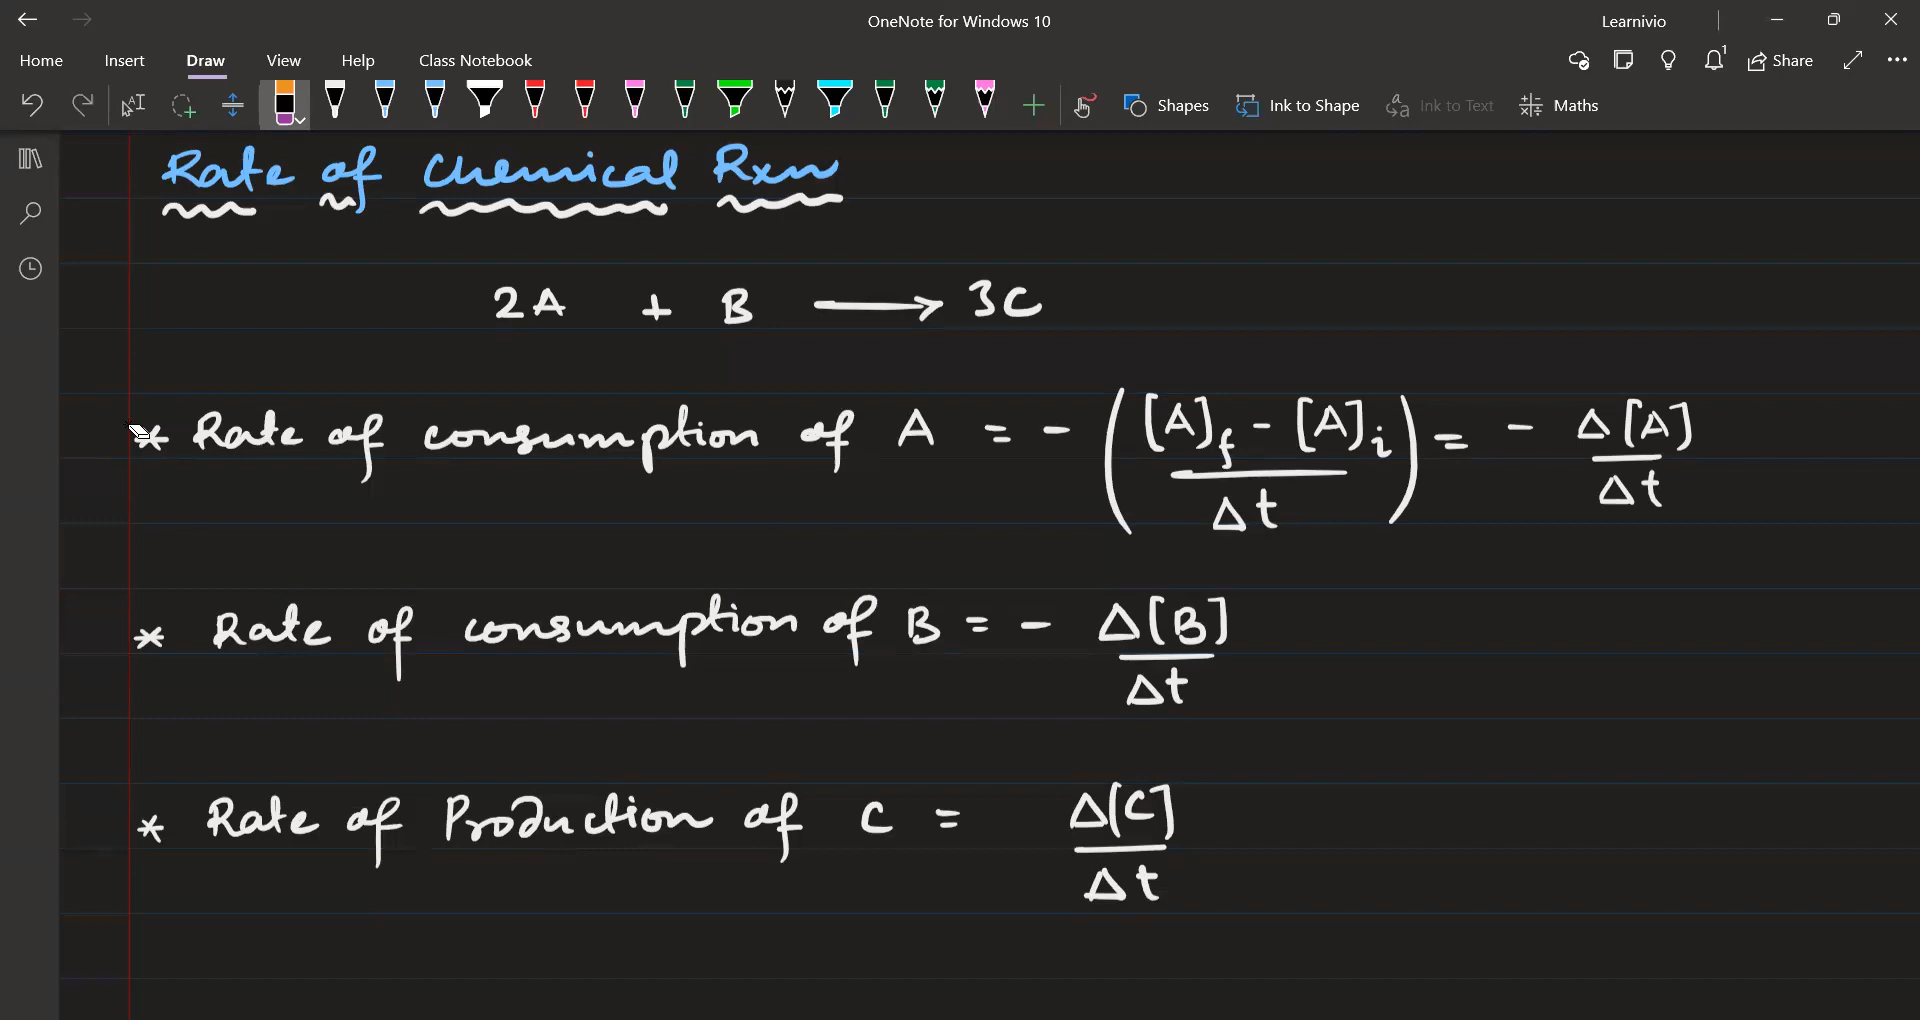 OneNote for Windows 10 Learnivio
Home Insert Draw View Help Class Notebook 1 Share
Shapes Ink to Shape Ink to Text Maths
Rate of Chemical Rxn
2A + B ⟶ 3C
* Rate of consumption of A = - ([A]f - [A]i / Δt) = - Δ[A] / Δt
* Rate of consumption of B = - Δ[B] / Δt
* Rate of Production of C = Δ[C] / Δt